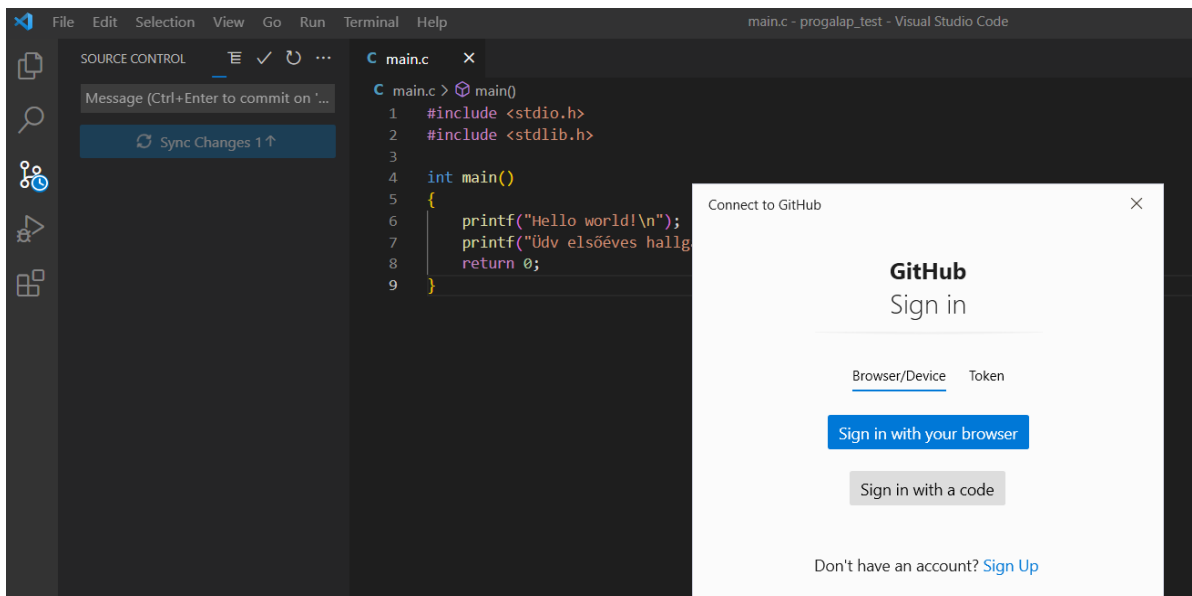 File Edit Selection View Go Run Terminal Help main.c - progalap_test - Visual Studio Code
SOURCE CONTROL
Message (Ctrl+Enter to commit on '...
Sync Changes 1↑
C main.c ×
C main.c > main()
1 #include <stdio.h>
2 #include <stdlib.h>
3
4 int main()
5 {
6 printf("Hello world!\n");
7 printf("Üdv elsőéves
8 return 0;
9 }
Connect to GitHub
GitHub
Sign in
Browser/Device Token
Sign in with your browser
Sign in with a code
Don't have an account? Sign Up